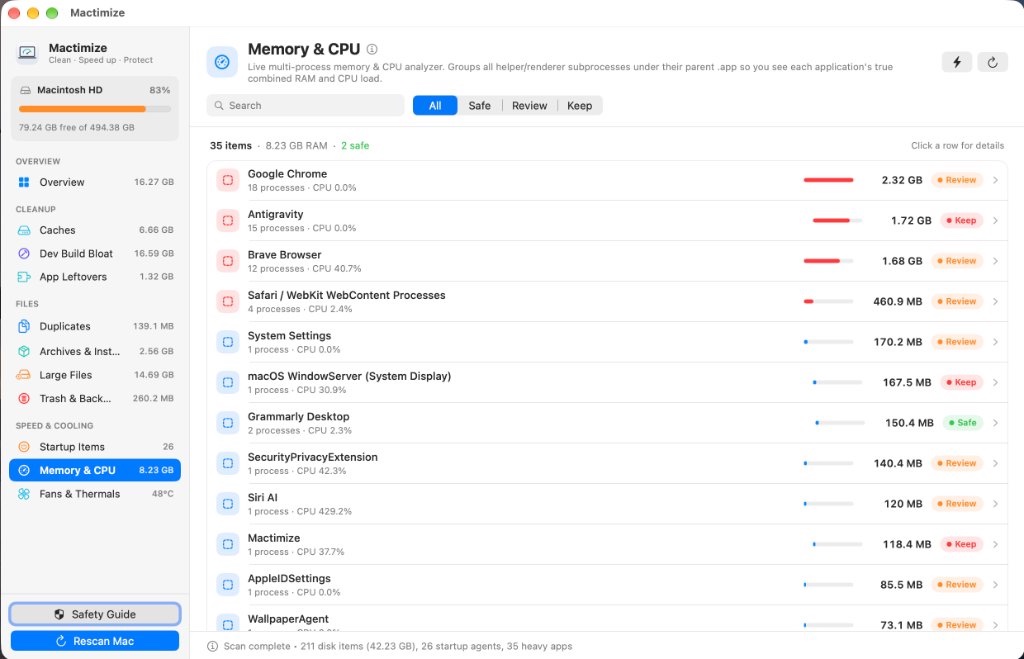 Mactimize
Mactimize
Clean · Speed up · Protect
Macintosh HD 83%
79.24 GB free of 494.38 GB
OVERVIEW
Overview 16.27 GB
CLEANUP
Caches 6.66 GB
Dev Build Bloat 16.59 GB
App Leftovers 1.32 GB
FILES
Duplicates 139.1 MB
Archives & Inst... 2.56 GB
Large Files 14.69 GB
Trash & Back... 260.2 MB
SPEED & COOLING
Startup Items 26
Memory & CPU 8.23 GB
Fans & Thermals 48°C
Safety Guide
Rescan Mac
Memory & CPU
Live multi-process memory & CPU analyzer. Groups all helper/renderer subprocesses under their parent .app so you see each application's true
combined RAM and CPU load.
Search
All Safe Review Keep
35 items · 8.23 GB RAM · 2 safe Click a row for details
Google Chrome
18 processes · CPU 0.0%
2.32 GB Review
Antigravity
15 processes · CPU 0.0%
1.72 GB Keep
Brave Browser
12 processes · CPU 40.7%
1.68 GB Review
Safari / WebKit WebContent Processes
4 processes · CPU 2.4%
460.9 MB Review
System Settings
1 process · CPU 0.0%
170.2 MB Review
macOS WindowServer (System Display)
1 process · CPU 30.9%
167.5 MB Keep
Grammarly Desktop
2 processes · CPU 2.3%
150.4 MB Safe
SecurityPrivacyExtension
1 process · CPU 42.3%
140.4 MB Review
Siri AI
1 process · CPU 429.2%
120 MB Review
Mactimize
1 process · CPU 37.7%
118.4 MB Keep
AppleIDSettings
1 process · CPU 0.0%
85.5 MB Review
WallpaperAgent
73.1 MB Review
Scan complete · 211 disk items (42.23 GB), 26 startup agents, 35 heavy apps